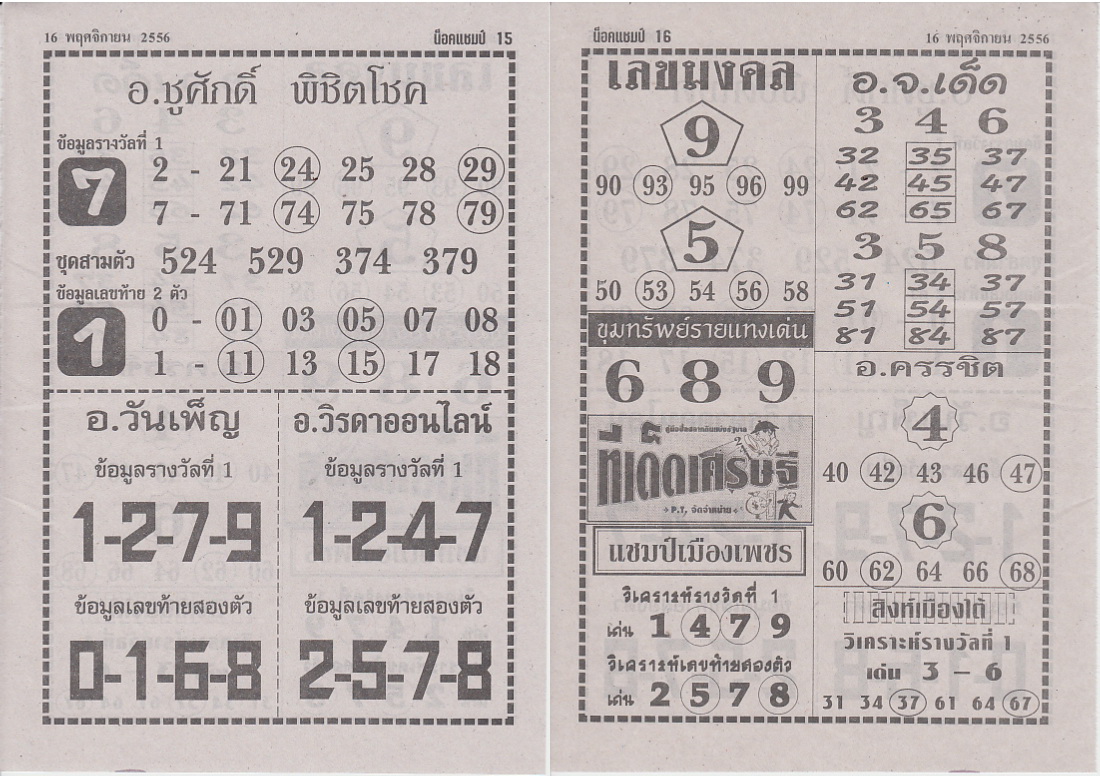 16 พฤศจิกายน 2556
น็อคแชมป์ 15
อ.ชูศักดิ์ พิชิตโชค
ข้อมูลรางวัลที่ 1
7
2 - 21 24 25 28 29
7 - 71 74 75 78 79
ชุดสามตัว 524 529 374 379
ข้อมูลเลขท้าย 2 ตัว
1
0 - 01 03 05 07 08
1 - 11 13 15 17 18
อ.วันเพ็ญ
ข้อมูลรางวัลที่ 1
1-2-7-9
ข้อมูลเลขท้ายสองตัว
0-1-6-8
อ.วิรดาออนไลน์
ข้อมูลรางวัลที่ 1
1-2-4-7
ข้อมูลเลขท้ายสองตัว
2-5-7-8
น็อคแชมป์ 16
16 พฤศจิกายน 2556
เลขมงคล
9
90 93 95 96 99
5
50 53 54 56 58
ขุมทรัพย์รายแทงเด่น
6 8 9
ที่เด็ดเศรษฐี
P.T. จัดจำหน่าย
แชมป์เมืองเพชร
วิเคราะห์รางวัลที่ 1
เด่น 1 4 7 9
วิเคราะห์เลขท้ายสองตัว
เด่น 2 5 7 8
อ.จ.เด็ด
3 4 6
32 35 37
42 45 47
62 65 67
3 5 8
31 34 37
51 54 57
81 84 87
อ.ครรชิต
4
40 42 43 46 47
6
60 62 64 66 68
สิงห์เมืองใต้
วิเคราะห์รางวัลที่ 1
เด่น 3 - 6
31 34 37 61 64 67